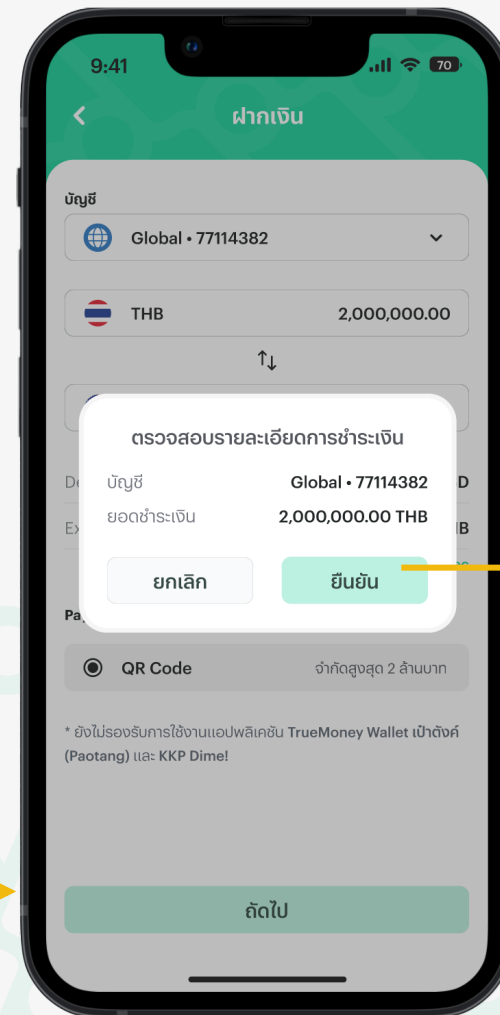 9:41
70
ฝากเงิน
บัญชี
Global • 77114382
THB 2,000,000.00
ตรวจสอบรายละเอียดการชำระเงิน
บัญชี Global • 77114382
ยอดชำระเงิน 2,000,000.00 THB
ยกเลิก ยืนยัน
QR Code จำกัดสูงสุด 2 ล้านบาท
* ยังไม่รองรับการใช้งานแอปพลิเคชัน TrueMoney Wallet เป๋าตังค์
(Paotang) และ KKP Dime!
ถัดไป